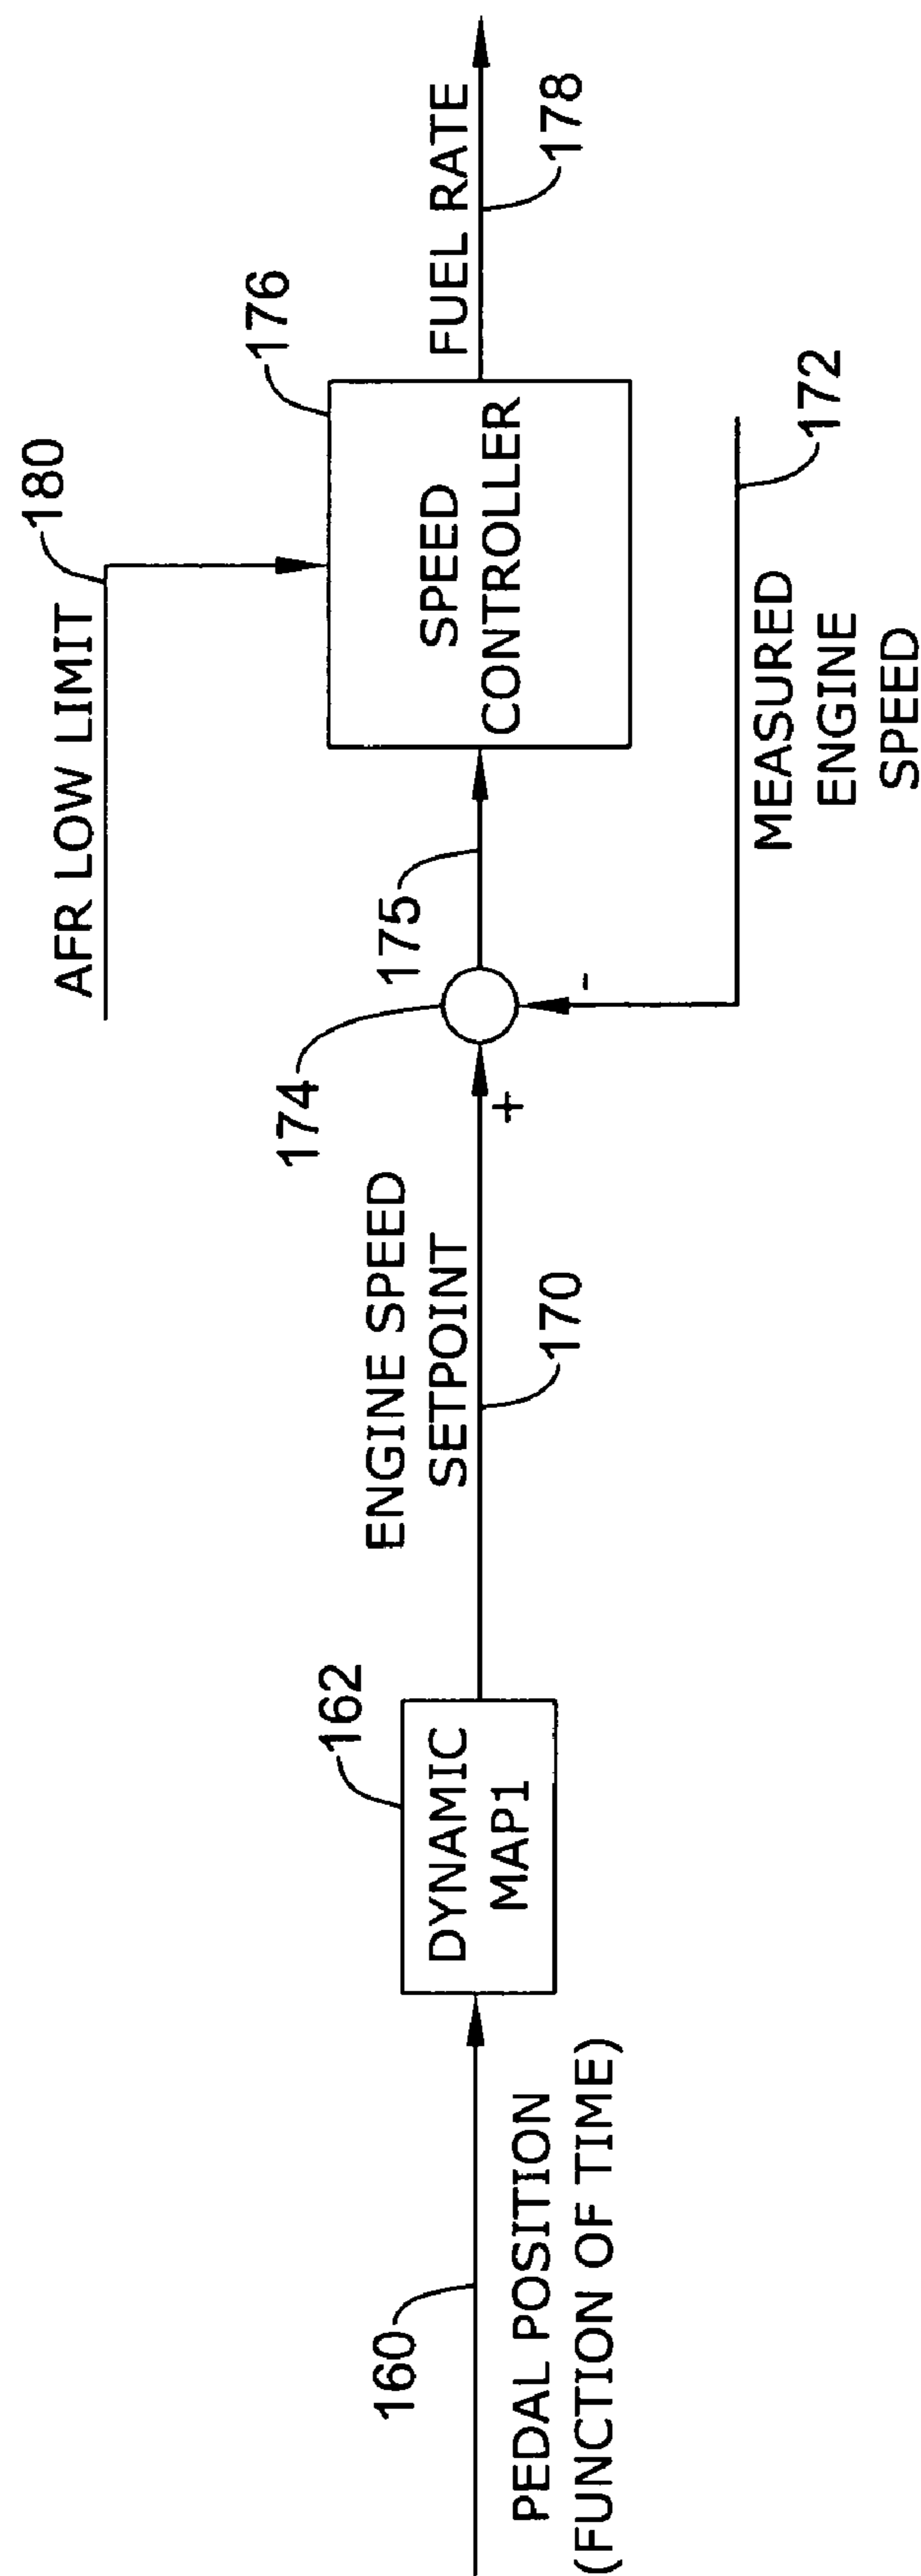 160
PEDAL POSITION
(FUNCTION OF TIME)
162
DYNAMIC
MAP1
ENGINE SPEED
SETPOINT
170
+
174
-
175
AFR LOW LIMIT
180
176
SPEED
CONTROLLER
MEASURED
ENGINE
SPEED
172
FUEL RATE
178